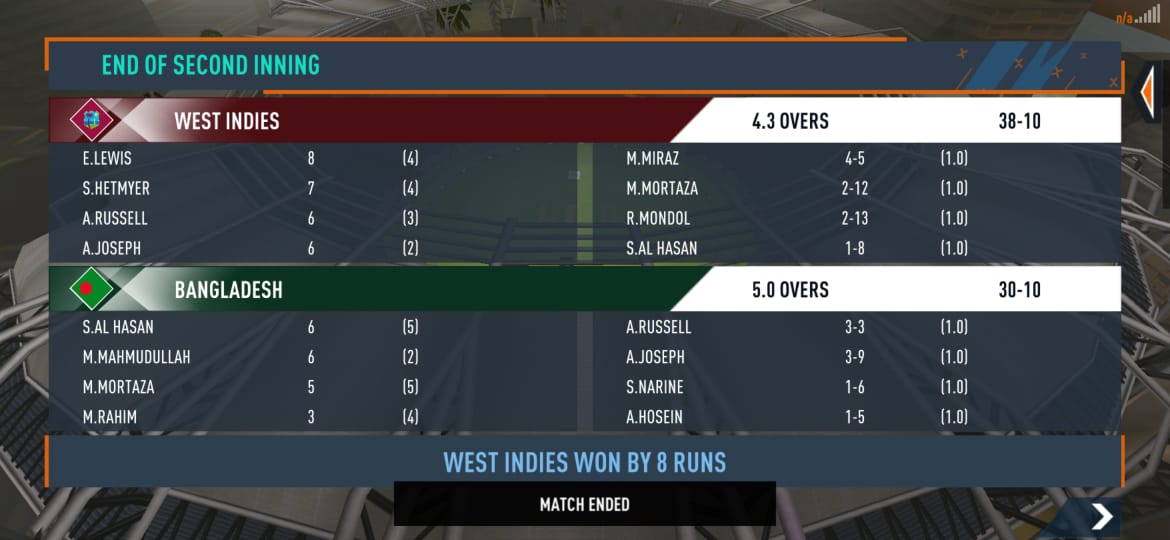 n/a
END OF SECOND INNING
WEST INDIES 4.3 OVERS 38-10
E.LEWIS 8 (4) M.MIRAZ 4-5 (1.0)
S.HETMYER 7 (4) M.MORTAZA 2-12 (1.0)
A.RUSSELL 6 (3) R.MONDOL 2-13 (1.0)
A.JOSEPH 6 (2) S.AL HASAN 1-8 (1.0)
BANGLADESH 5.0 OVERS 30-10
S.AL HASAN 6 (5) A.RUSSELL 3-3 (1.0)
M.MAHMUDULLAH 6 (2) A.JOSEPH 3-9 (1.0)
M.MORTAZA 5 (5) S.NARINE 1-6 (1.0)
M.RAHIM 3 (4) A.HOSEIN 1-5 (1.0)
WEST INDIES WON BY 8 RUNS
MATCH ENDED